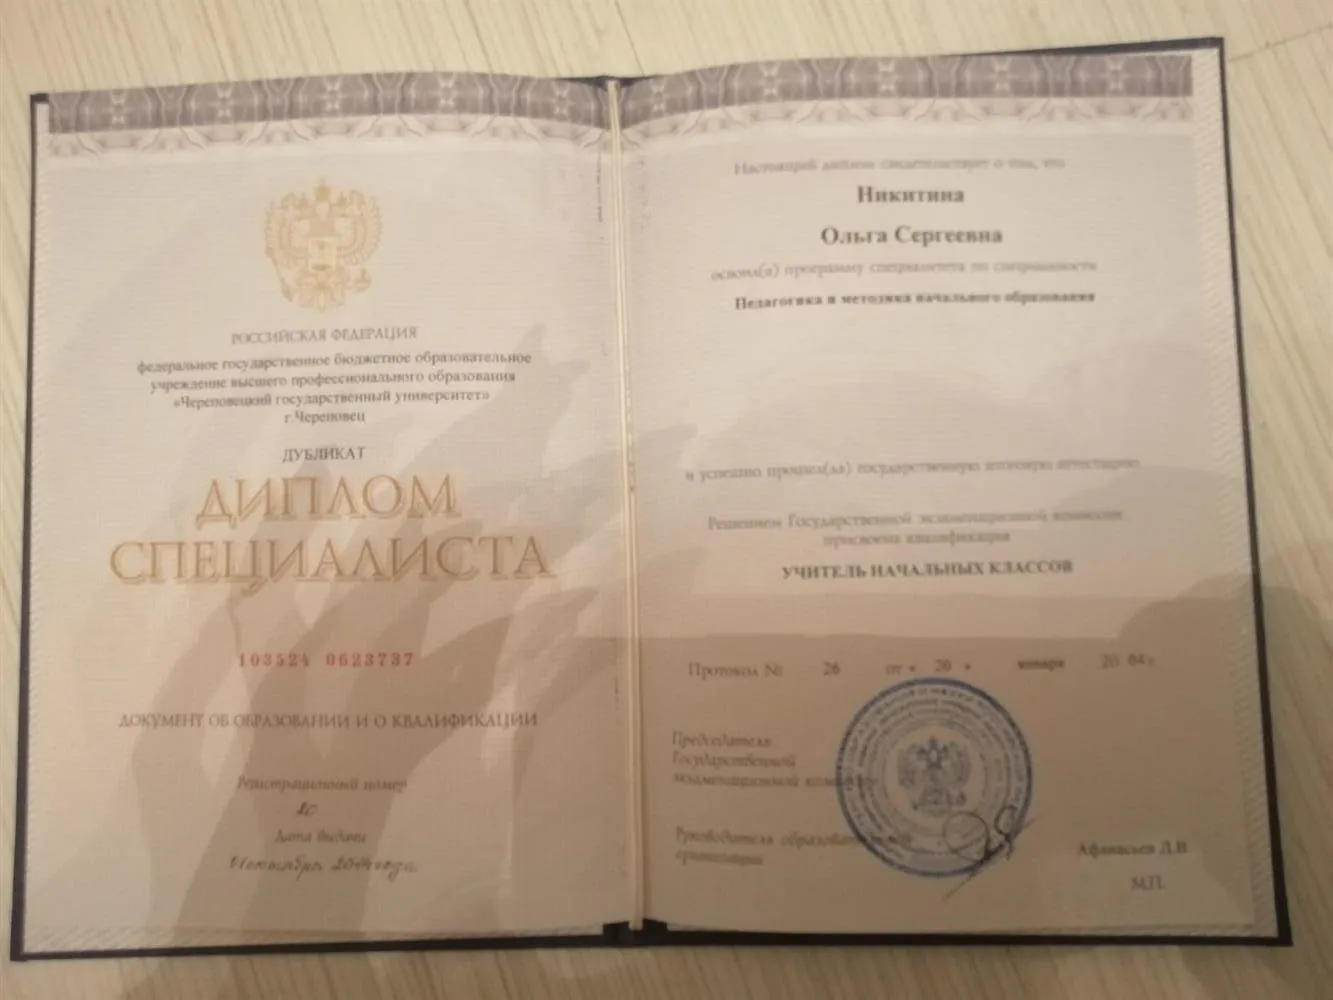 РОССИЙСКАЯ ФЕДЕРАЦИЯ
федеральное государственное бюджетное образовательное
учреждение высшего профессионального образования
«Череповецкий государственный университет»
г.Череповец
ДУБЛИКАТ
ДИПЛОМ
СПЕЦИАЛИСТА
103524 0623737
ДОКУМЕНТ ОБ ОБРАЗОВАНИИ И О КВАЛИФИКАЦИИ
Регистрационный номер
20
Дата выдачи
Настоящий диплом свидетельствует о том, что
Никитина
Ольга Сергеевна
освоил(а) программу специалитета по специальности
Педагогика и методика начального образования
и успешно прошел(ла) государственную итоговую аттестацию
Решением Государственной экзаменационной комиссии
присвоена квалификация
УЧИТЕЛЬ НАЧАЛЬНЫХ КЛАССОВ
Протокол № 26 от « 20 » января 20 04 г.
Председатель
Государственной
экзаменационной
Руководитель
организации
Афанасьев Д.В
М.П.